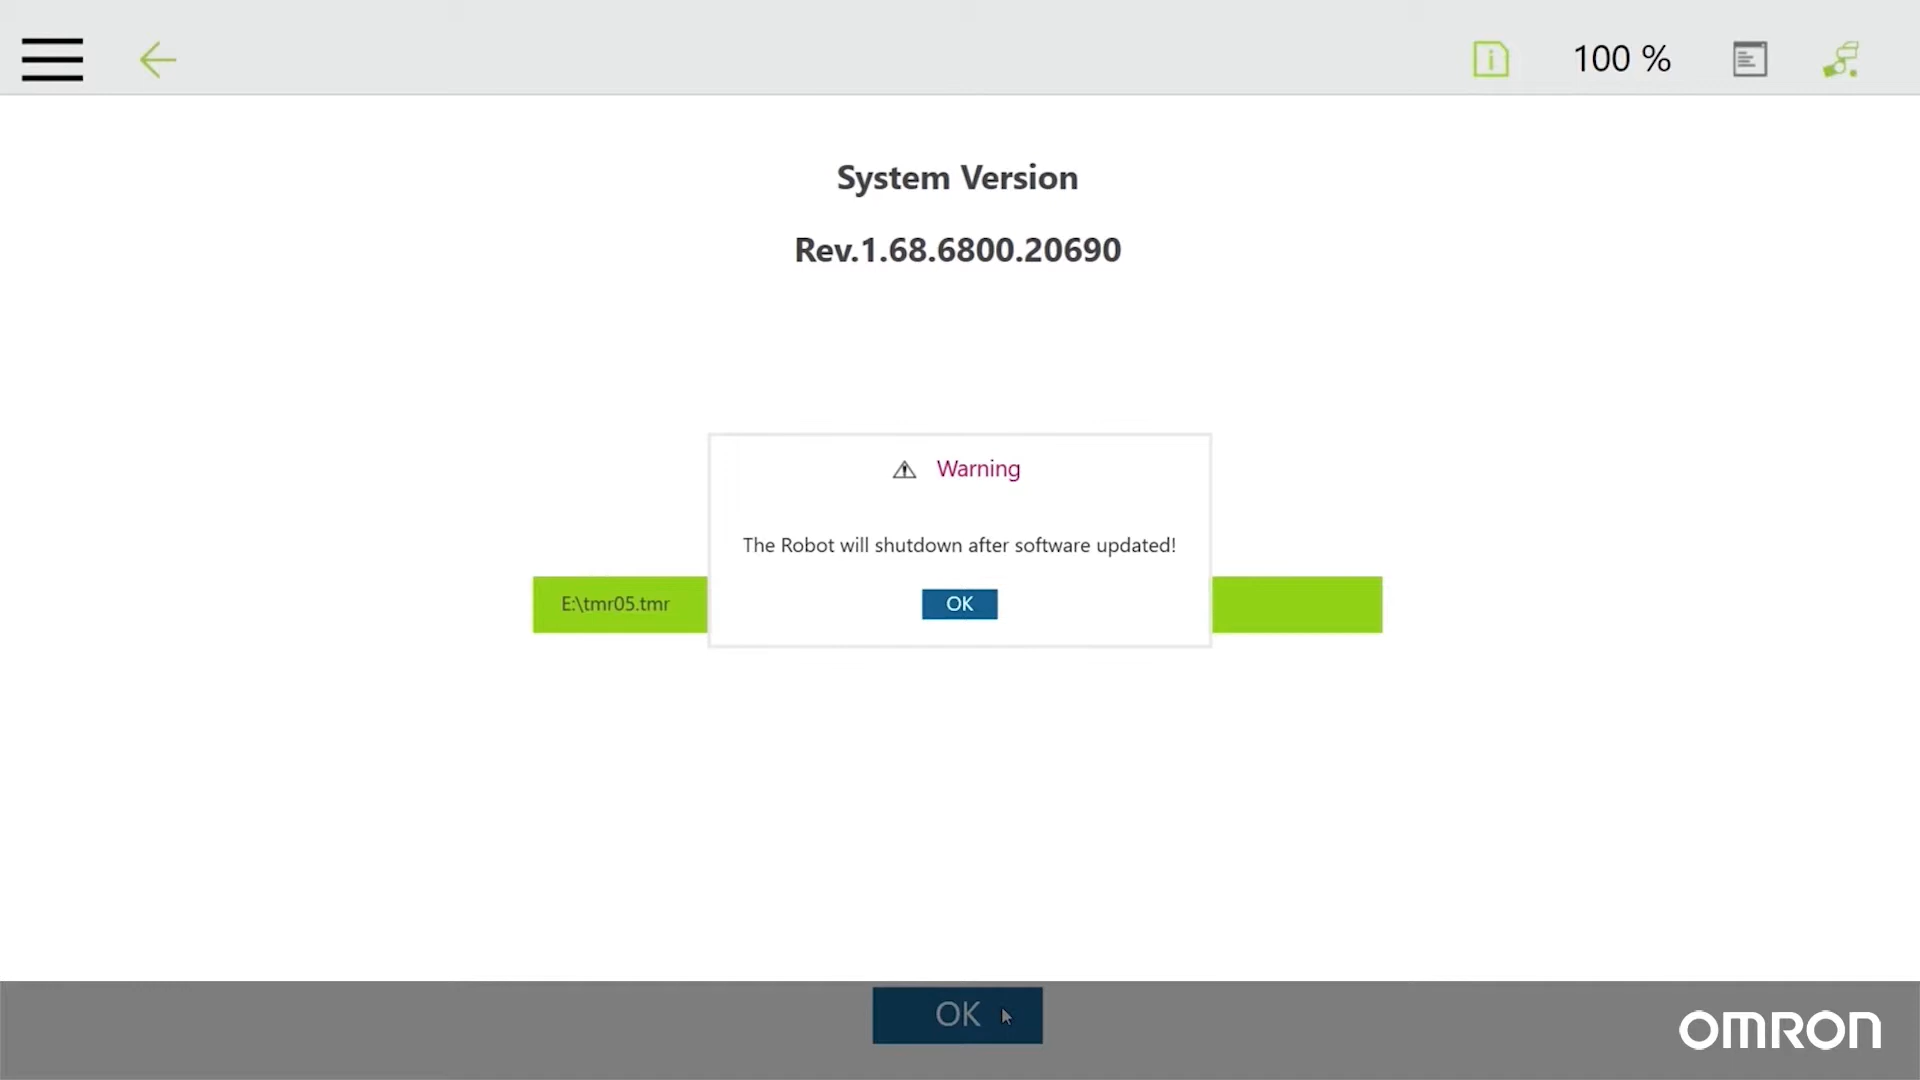 100 %
System Version
Rev.1.68.6800.20690
Warning
The Robot will shutdown after software updated!
E:\tmr05.tmr
OK
OK
OMRON